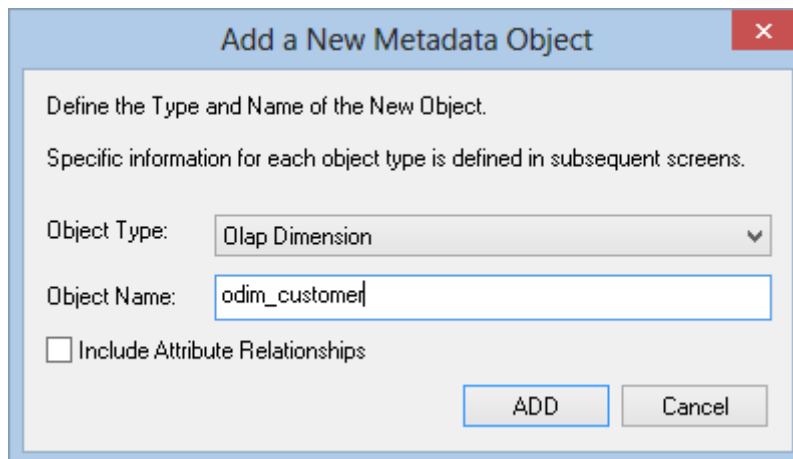 Add a New Metadata Object
Define the Type and Name of the New Object.
Specific information for each object type is defined in subsequent screens.
Object Type: Olap Dimension
Object Name: odim_customer
Include Attribute Relationships
ADD Cancel